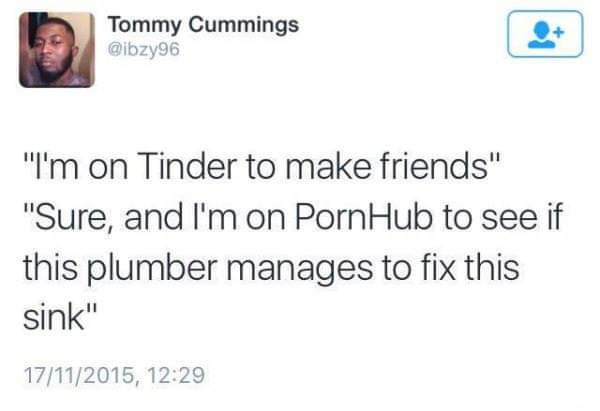 Tommy Cummings
@ibzy96
"I'm on Tinder to make friends"
"Sure, and I'm on PornHub to see if
this plumber manages to fix this
sink"
17/11/2015, 12:29